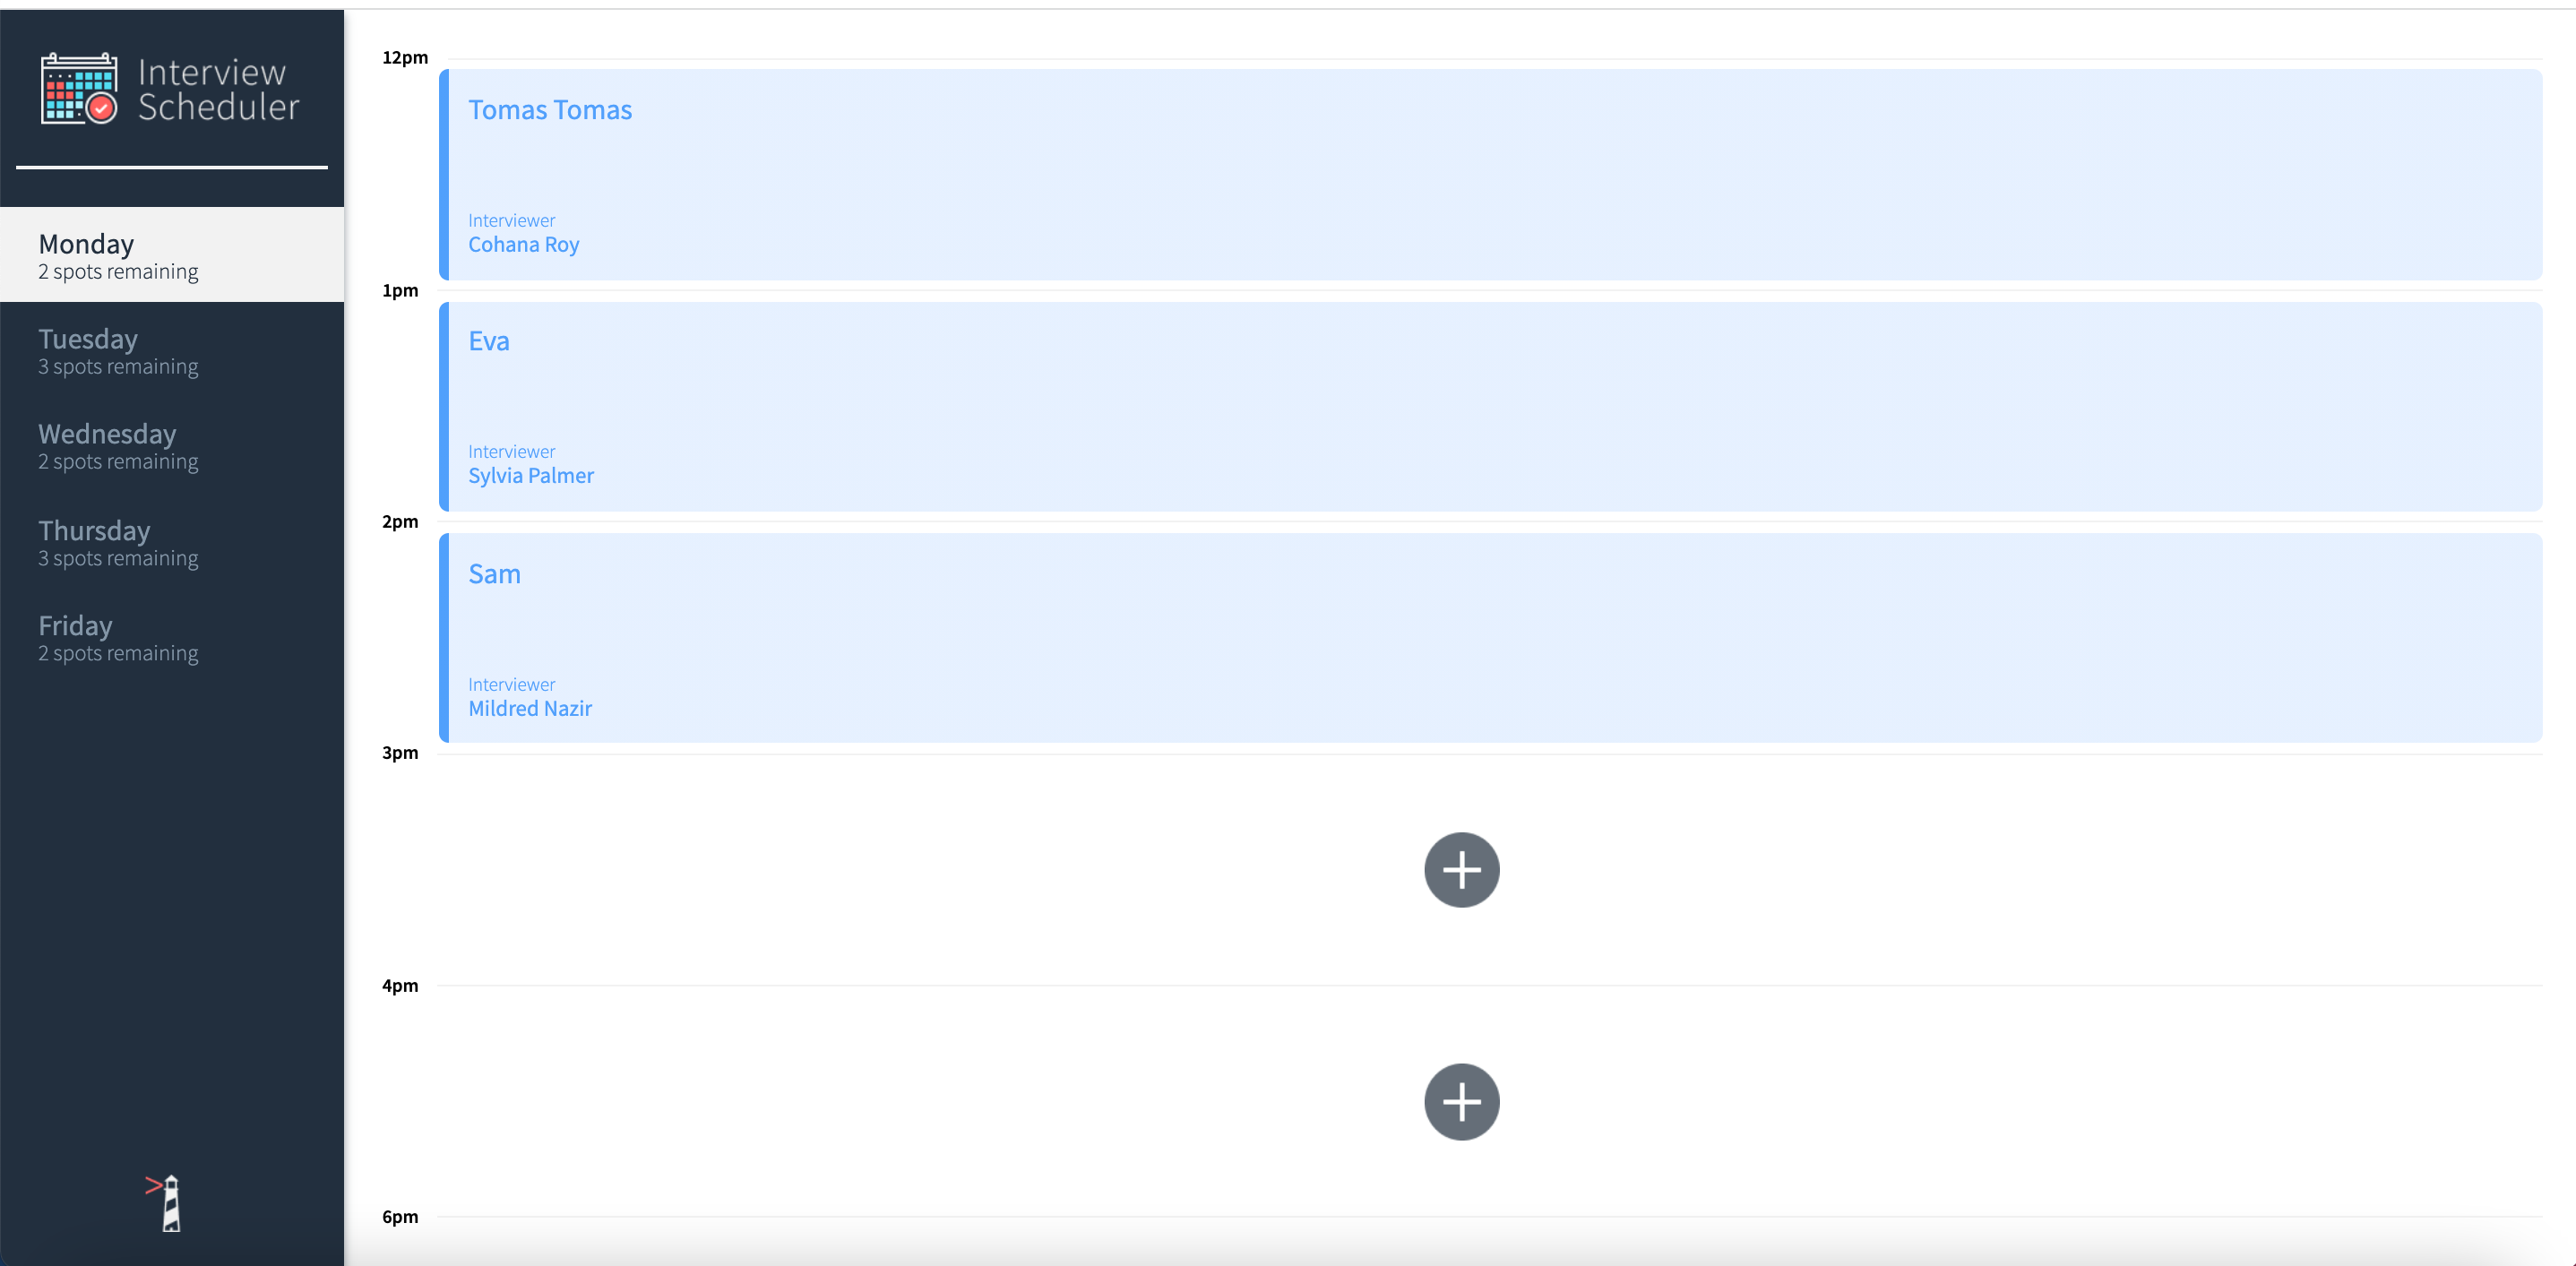 Interview
Scheduler
Monday
2 spots remaining
Tuesday
3 spots remaining
Wednesday
2 spots remaining
Thursday
3 spots remaining
Friday
2 spots remaining
12pm
Tomas Tomas
Interviewer
Cohana Roy
1pm
Eva
Interviewer
Sylvia Palmer
2pm
Sam
Interviewer
Mildred Nazir
3pm
4pm
6pm